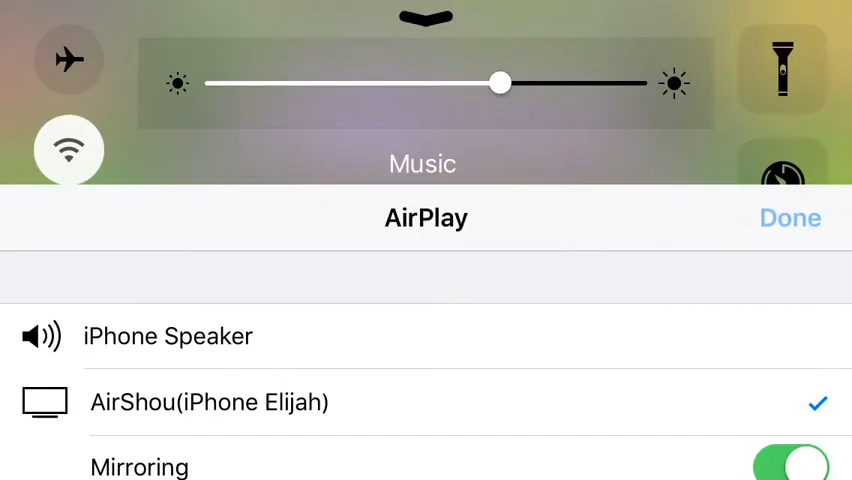 Music
AirPlay
Done
iPhone Speaker
AirShou(iPhone Elijah)
Mirroring